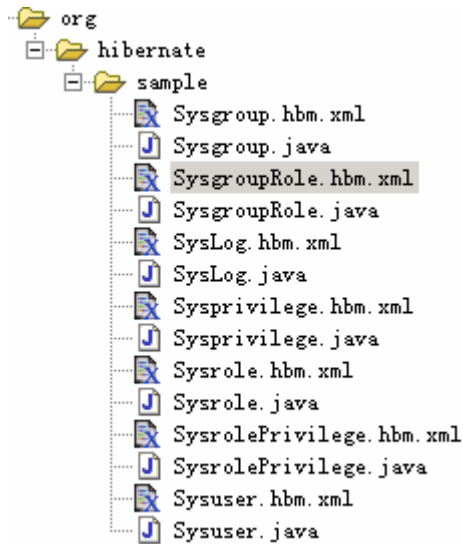 org
hibernate
sample
Sysgroup.hbm.xml
Sysgroup.java
SysgroupRole.hbm.xml
SysgroupRole.java
SysLog.hbm.xml
SysLog.java
Sysprivilege.hbm.xml
Sysprivilege.java
Sysrole.hbm.xml
Sysrole.java
SysrolePrivilege.hbm.xml
SysrolePrivilege.java
Sysuser.hbm.xml
Sysuser.java